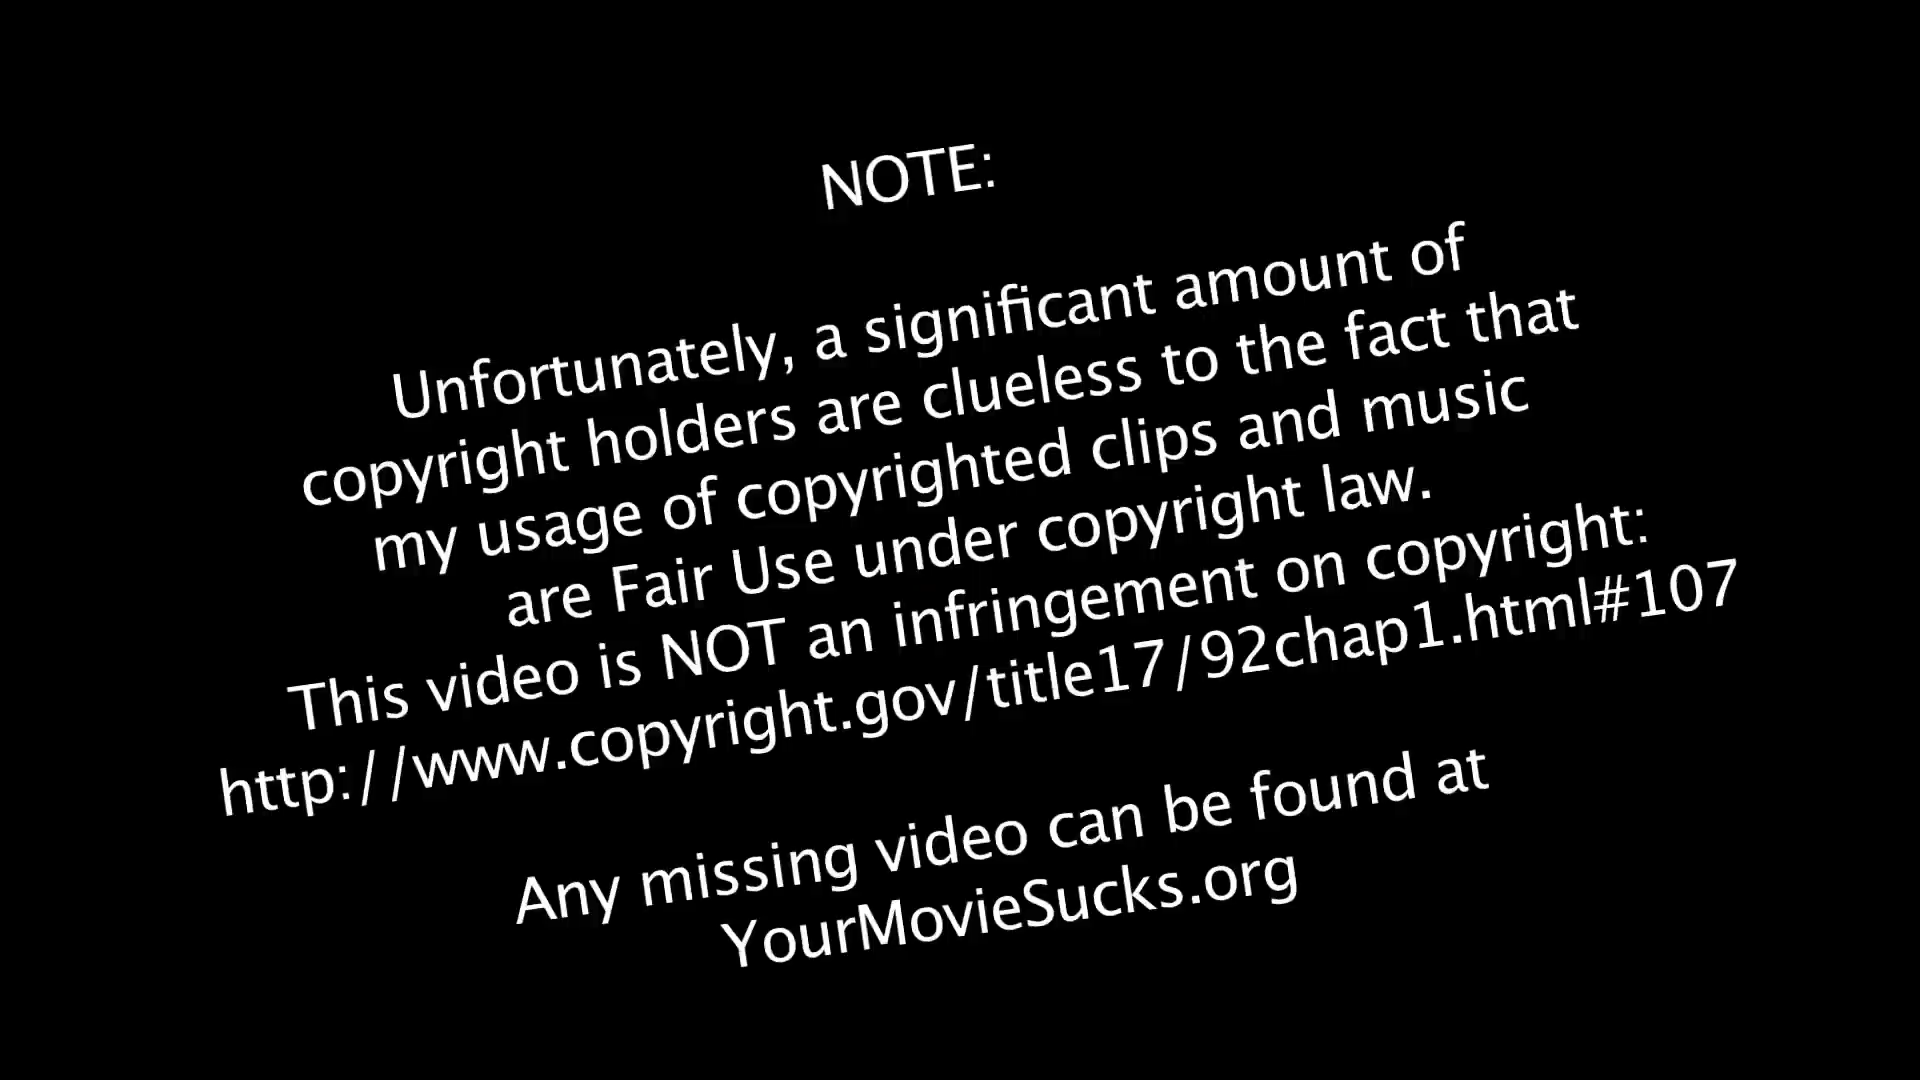 NOTE:
Unfortunately, a significant amount of
copyright holders are clueless to the fact that
my usage of copyrighted clips and music
are Fair Use under copyright law.
This video is NOT an infringement on copyright:
http://www.copyright.gov/title17/92chap1.html#107
Any missing video can be found at
YourMovieSucks.org